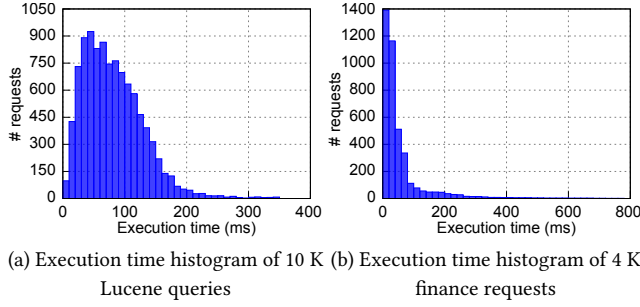 1050
900
750
600
450
300
150
0
# requests
0 100 200 300 400
Execution time (ms)
1400
1200
1000
800
600
400
200
0
# requests
0 200 400 600 800
Execution time (ms)
(a) Execution time histogram of 10 K
Lucene queries
(b) Execution time histogram of 4 K
finance requests